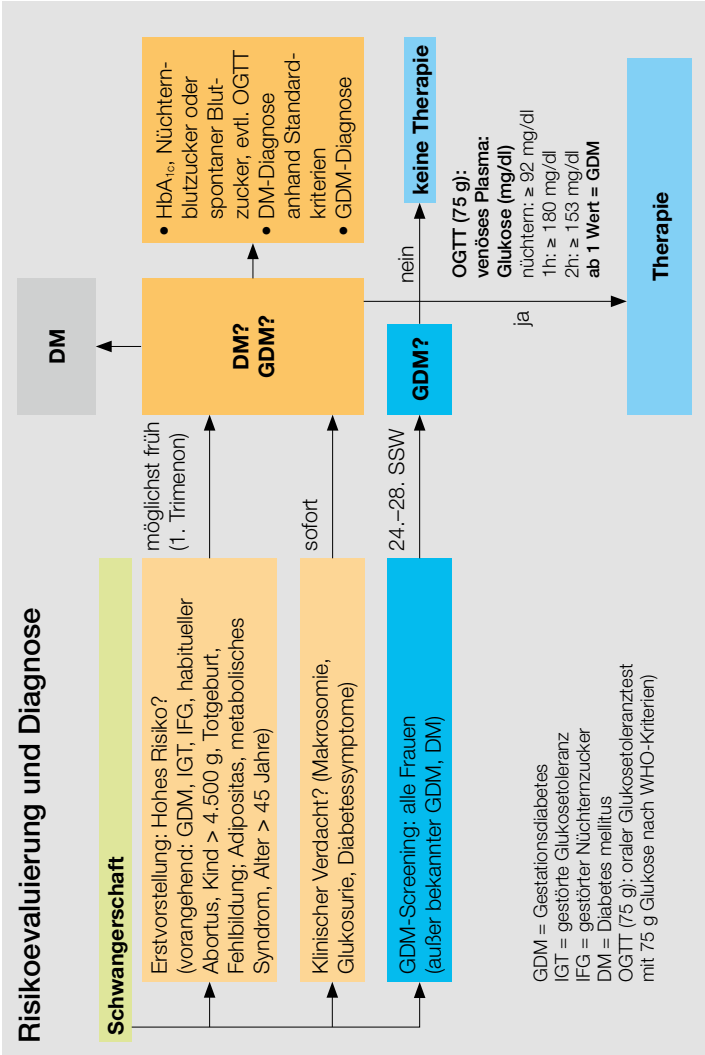 Risikoevaluierung und Diagnose
Schwangerschaft
Erstvorstellung: Hohes Risiko?
(vorangehend: GDM, IGT, IFG, habitueller
Abortus, Kind > 4.500 g, Totgeburt,
Fehlbildung; Adipositas, metabolisches
Syndrom, Alter > 45 Jahre)
möglichst früh
(1. Trimenon)
Klinischer Verdacht? (Makrosomie,
Glukosurie, Diabetessymptome)
sofort
GDM-Screening: alle Frauen
(außer bekannter GDM, DM)
24.–28. SSW
DM
DM?
GDM?
• HbA1c, Nüchtern-
blutzucker oder
spontaner Blut-
zucker, evtl. OGTT
• DM-Diagnose
anhand Standard-
kriterien
• GDM-Diagnose
GDM?
nein
keine Therapie
ja
OGTT (75 g):
venöses Plasma:
Glukose (mg/dl)
nüchtern: ≥ 92 mg/dl
1h: ≥ 180 mg/dl
2h: ≥ 153 mg/dl
ab 1 Wert = GDM
Therapie
GDM = Gestationsdiabetes
IGT = gestörte Glukosetoleranz
IFG = gestörter Nüchternzucker
DM = Diabetes mellitus
OGTT (75 g): oraler Glukosetoleranztest
mit 75 g Glukose nach WHO-Kriterien)